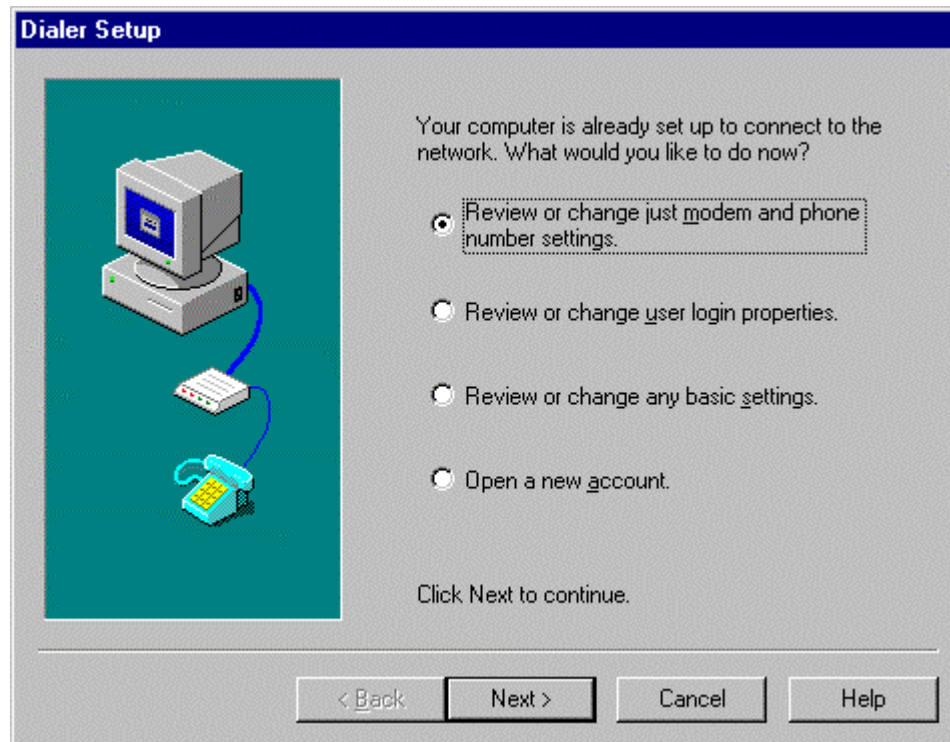 Dialer Setup
Your computer is already set up to connect to the
network. What would you like to do now?
Review or change just modem and phone
number settings.
Review or change user login properties.
Review or change any basic settings.
Open a new account.
Click Next to continue.
< Back
Next >
Cancel
Help